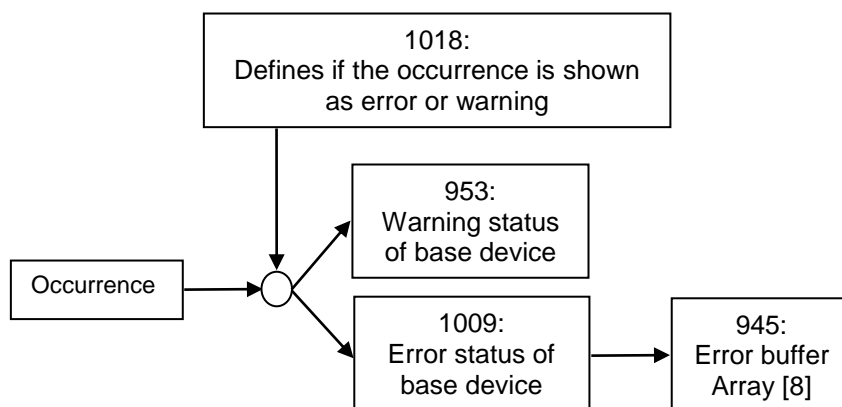 1018:
Defines if the occurrence is shown
as error or warning
953:
Warning status
of base device
Occurrence
1009:
Error status of
base device
945:
Error buffer
Array [8]